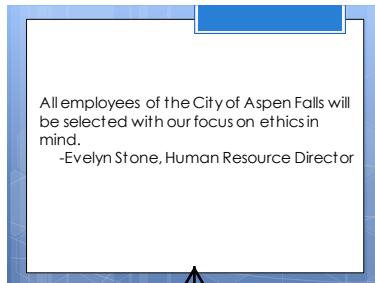 All employees of the City of Aspen Falls will
be selected with our focus on ethics in
mind.
-Evelyn Stone, Human Resource Director